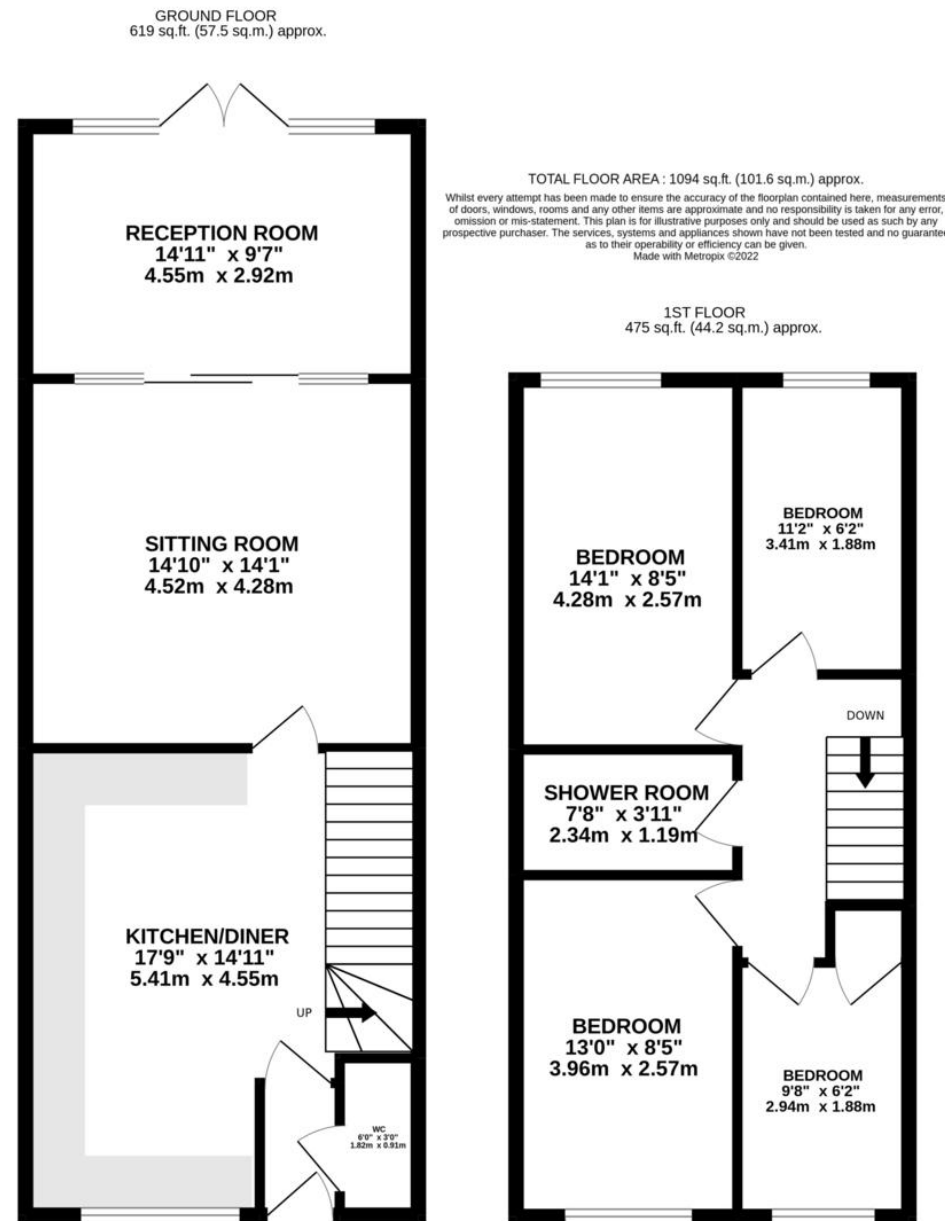 GROUND FLOOR
619 sq.ft. (57.5 sq.m.) approx.
RECEPTION ROOM
14'11" x 9'7"
4.55m x 2.92m
SITTING ROOM
14'10" x 14'1"
4.52m x 4.28m
KITCHEN/DINER
17'9" x 14'11"
5.41m x 4.55m
UP
WC
6'0" x 3'0"
1.82m x 0.91m
TOTAL FLOOR AREA : 1094 sq.ft. (101.6 sq.m.) approx.
Whilst every attempt has been made to ensure the accuracy of the floorplan contained here, measurements
of doors, windows, rooms and any other items are approximate and no responsibility is taken for any error,
omission or mis-statement. This plan is for illustrative purposes only and should be used as such by any
prospective purchaser. The services, systems and appliances shown have not been tested and no guarantee
as to their operability or efficiency can be given.
Made with Metropix ©2022
1ST FLOOR
475 sq.ft. (44.2 sq.m.) approx.
BEDROOM
11'2" x 6'2"
3.41m x 1.88m
BEDROOM
14'1" x 8'5"
4.28m x 2.57m
DOWN
SHOWER ROOM
7'8" x 3'11"
2.34m x 1.19m
BEDROOM
13'0" x 8'5"
3.96m x 2.57m
BEDROOM
9'8" x 6'2"
2.94m x 1.88m